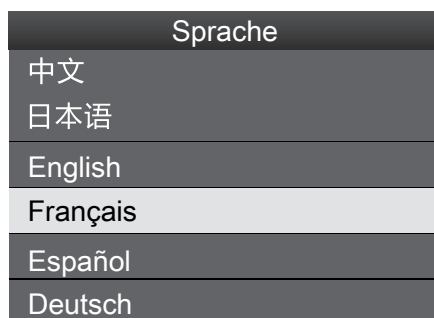 Sprache
中文
日本语
English
Français
Español
Deutsch